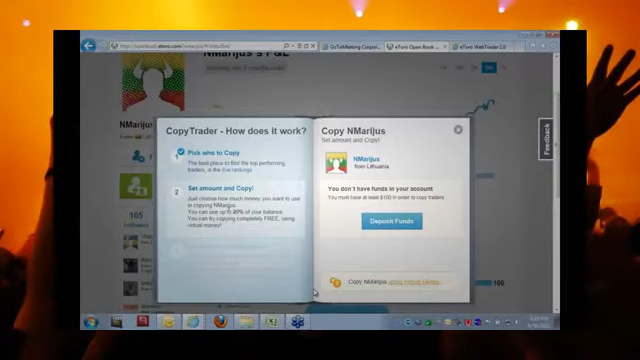 GoToMeeting
eToro Open Book
eToro WebTrader 2.0
NMarijus's P&L
CopyTrader - How does it work?
Pick who to Copy
The best place to find the top performing
traders, is the live rankings
2 Set amount and Copy!
Just choose how much money you want to use
in copying NMarijus.
You can use up to 20% of your balance.
You can try copying completely FREE, using
virtual money!
Copy NMarijus
Set amount and Copy!
NMarijus
from Lithuania
You don't have funds in your account
You must have at least $100 in order to copy traders.
Deposit Funds
Copy NMarijus using Virtual Money
Feedback
105
100